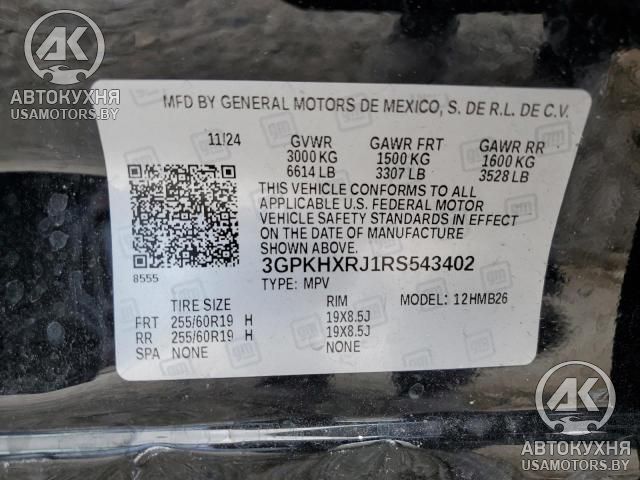 АК
АВТОКУХНЯ
USAMOTORS.BY
MFD BY GENERAL MOTORS DE MEXICO, S. DE R.L. DE C.V.
11/24 GVWR GAWR FRT GAWR RR
3000 KG 1500 KG 1600 KG
6614 LB 3307 LB 3528 LB
THIS VEHICLE CONFORMS TO ALL
APPLICABLE U.S. FEDERAL MOTOR
VEHICLE SAFETY STANDARDS IN EFFECT
ON THE DATE OF MANUFACTURE
SHOWN ABOVE.
8555 3GPKHXRJ1RS543402
TYPE: MPV MODEL: 12HMB26
TIRE SIZE RIM
FRT 255/60R19 H 19X8.5J
RR 255/60R19 H 19X8.5J
SPA NONE NONE
АК
АВТОКУХНЯ
USAMOTORS.BY